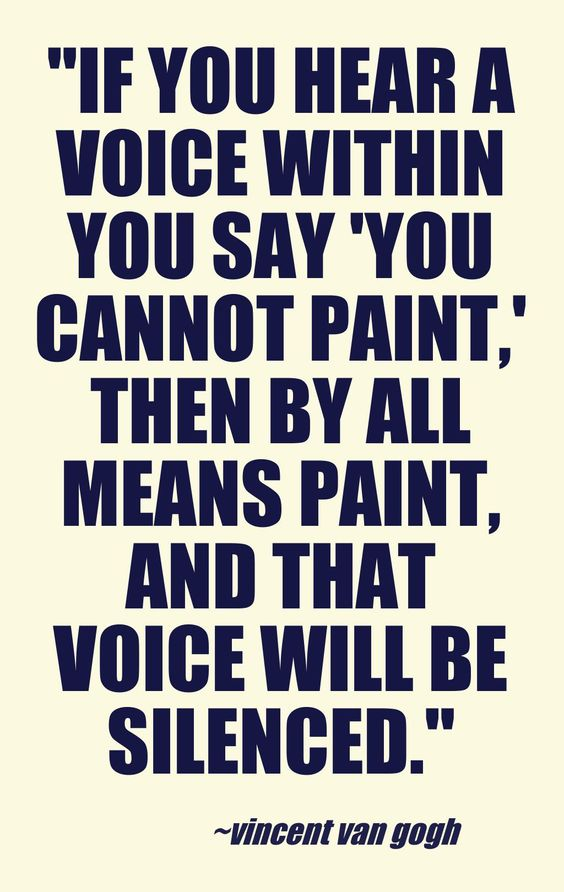 "IF YOU HEAR A
VOICE WITHIN
YOU SAY 'YOU
CANNOT PAINT,'
THEN BY ALL
MEANS PAINT,
AND THAT
VOICE WILL BE
SILENCED."
~vincent van gogh